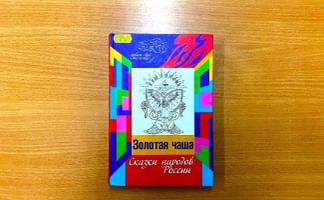 Золотая чаша
Сказки народов
России